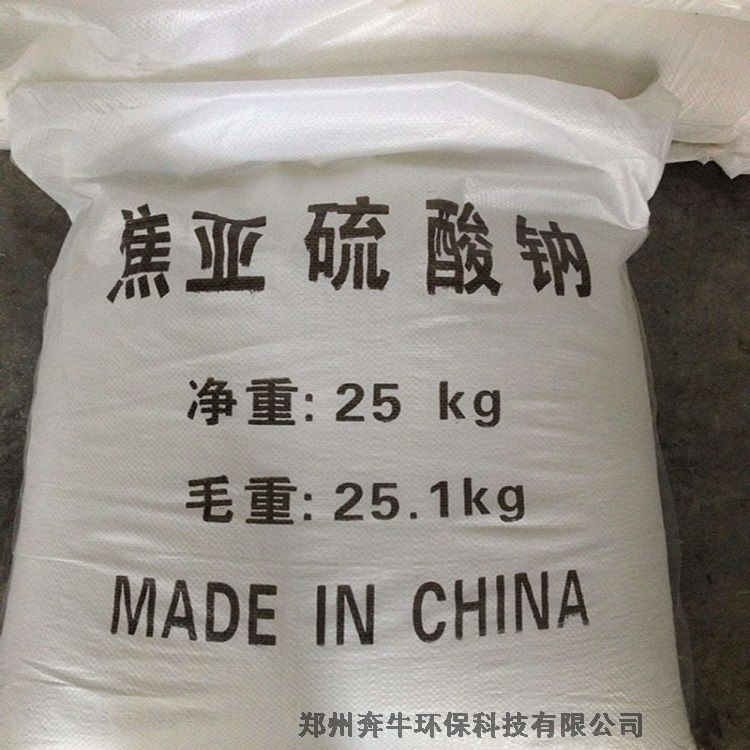 焦亚硫酸钠
净重: 25 kg
毛重: 25.1kg
MADE IN CHINA
郑州奔牛环保科技有限公司